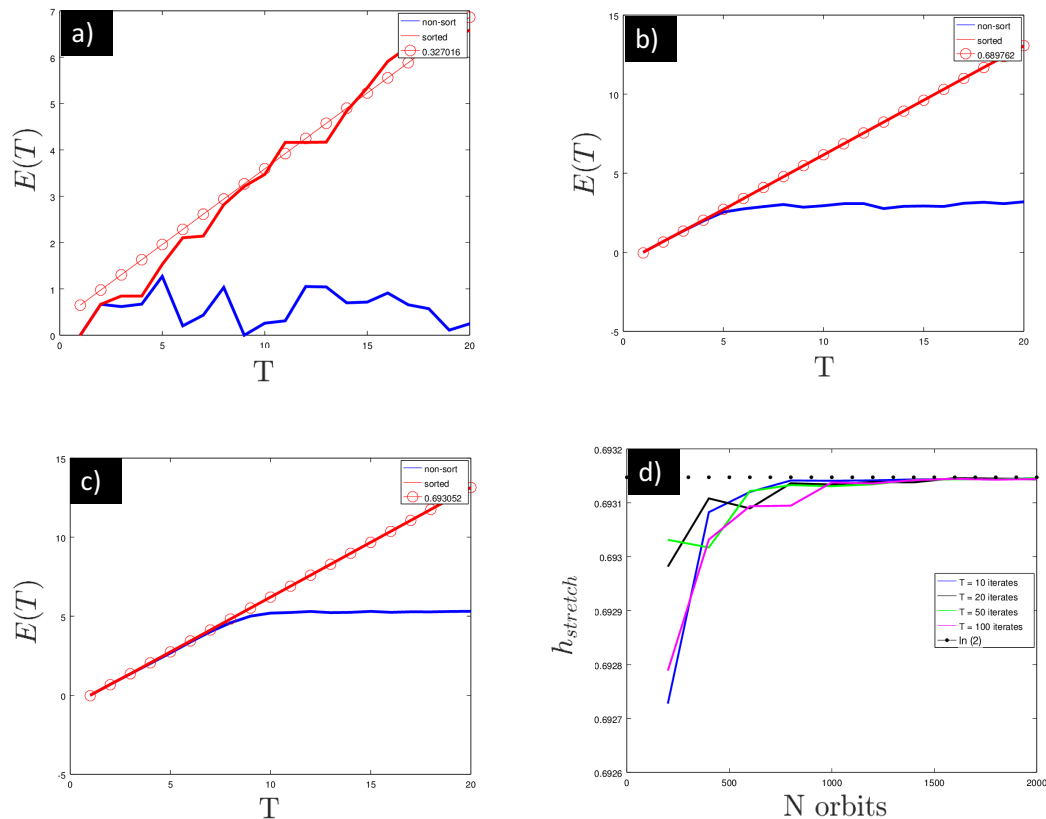 a)
7
6
5
4
3
2
1
0
0
5
10
15
20
E(T)
T
non-sort
sorted
0.327016
b)
15
10
5
0
-5
0
5
10
15
20
E(T)
T
non-sort
sorted
0.689762
c)
15
10
5
0
-5
0
5
10
15
20
E(T)
T
non-sort
sorted
0.693052
d)
0.6932
0.6931
0.693
0.6929
0.6928
0.6927
0.6926
0
500
1000
1500
2000
h_stretch
N orbits
T = 10 iterates
T = 20 iterates
T = 50 iterates
T = 100 iterates
ln (2)